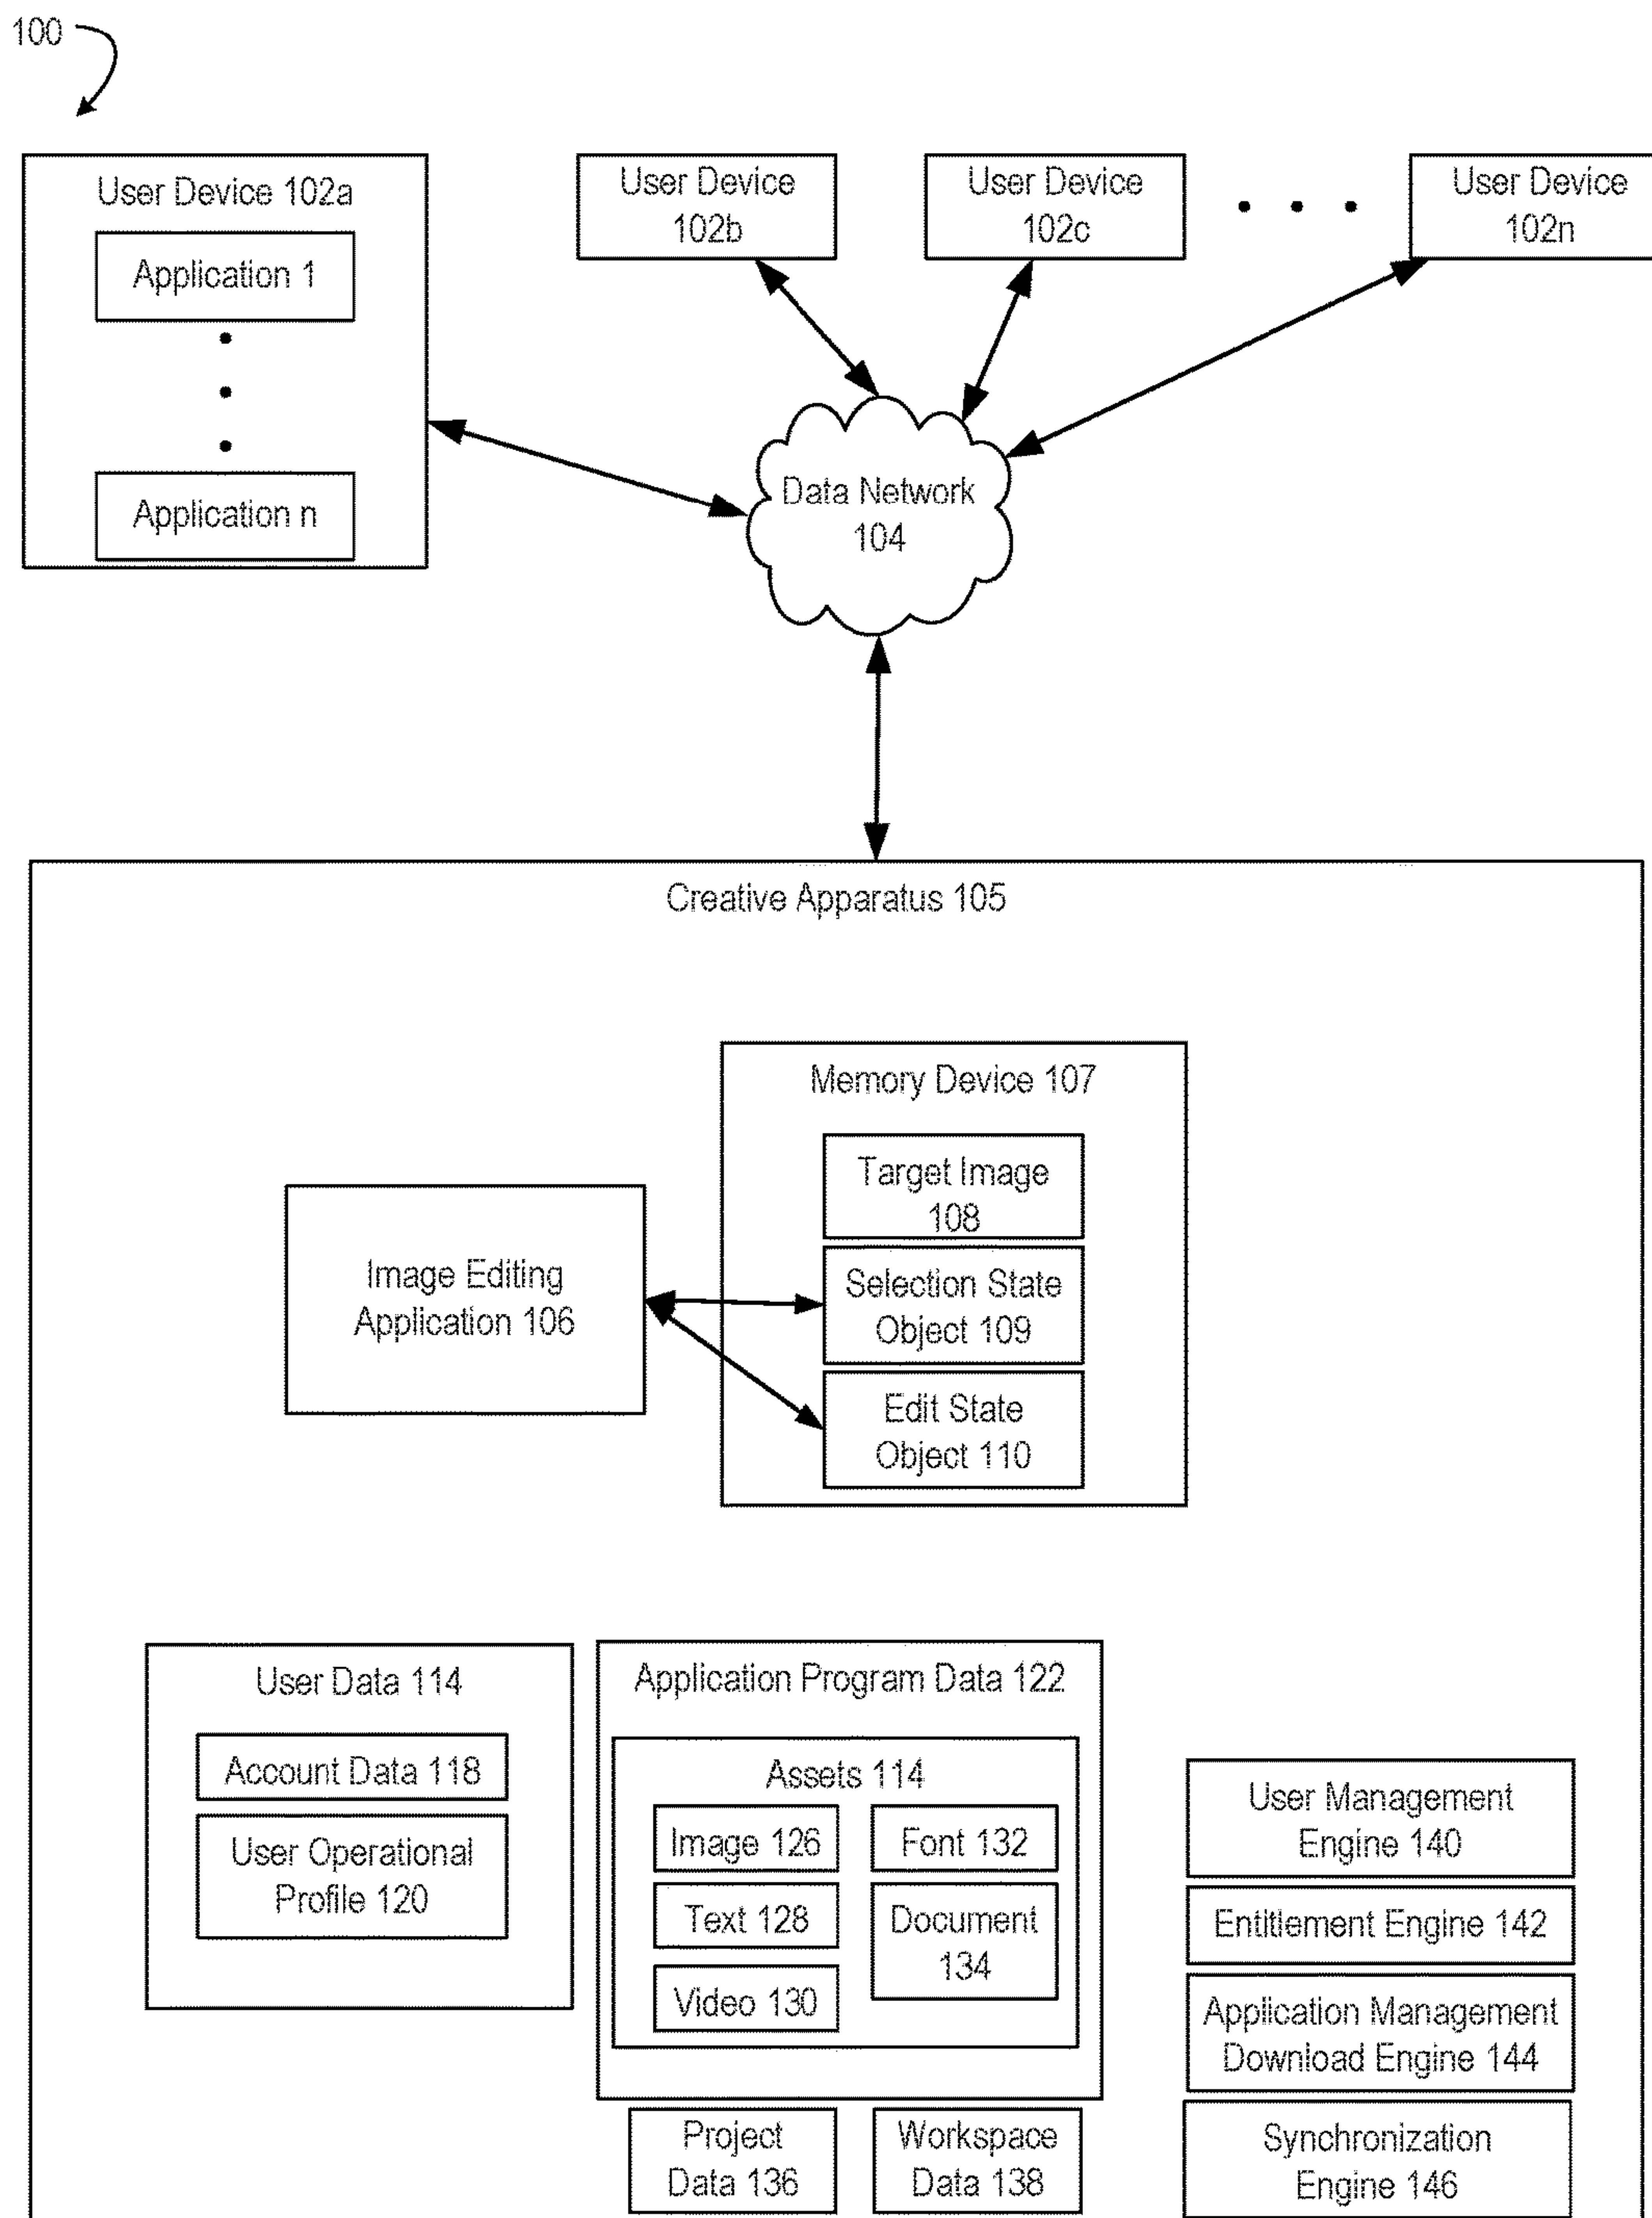 100
User Device 102a
Application 1
Application n
User Device
102b
User Device
102c
User Device
102n
Data Network
104
Creative Apparatus 105
Memory Device 107
Target Image
108
Selection State
Object 109
Edit State
Object 110
Image Editing
Application 106
User Data 114
Account Data 118
User Operational
Profile 120
Application Program Data 122
Assets 114
Image 126
Text 128
Video 130
Font 132
Document
134
Project
Data 136
Workspace
Data 138
User Management
Engine 140
Entitlement Engine 142
Application Management
Download Engine 144
Synchronization
Engine 146